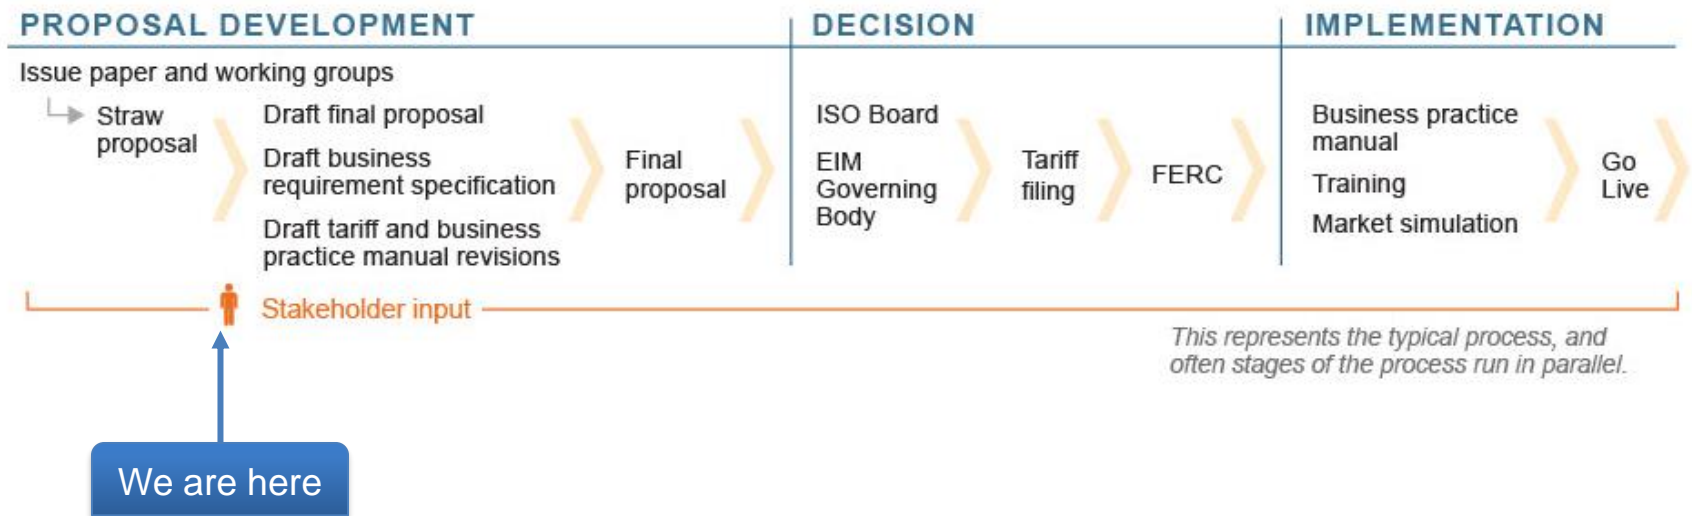 PROPOSAL DEVELOPMENT
Issue paper and working groups
Straw
proposal
Draft final proposal
Draft business
requirement specification
Draft tariff and business
practice manual revisions
Final
proposal
DECISION
ISO Board
EIM
Governing
Body
Tariff
filing
FERC
IMPLEMENTATION
Business practice
manual
Training
Market simulation
Go
Live
Stakeholder input
This represents the typical process, and
often stages of the process run in parallel.
We are here